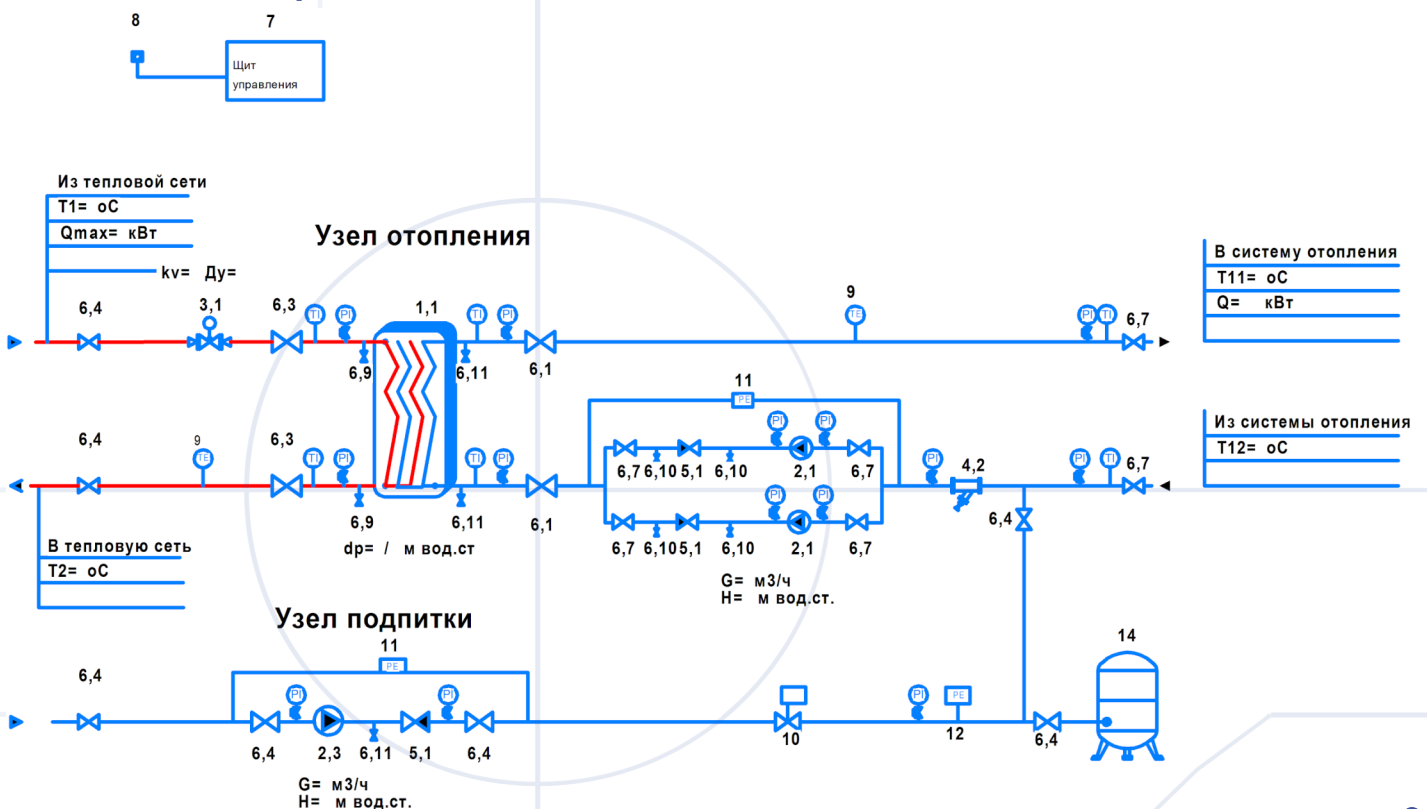 8 7
Щит
управления
Из тепловой сети
T1= oC
Qmax= кВт
kv= Ду=
Узел отопления
В систему отопления
T11= oC
Q= кВт
6,4 3,1 6,3 TI PI 1,1 TI PI 9 TE PI TI 6,7
6,9 6,11 6,1
11
PE
Из системы отопления
T12= oC
PI PI
6,7 6,10 5,1 6,10 2,1 6,7
6,4 9 TE 6,3 TI PI TI PI PI 4,2 PI TI 6,7
6,9 6,11 6,1 PI PI 6,4
6,7 6,10 5,1 6,10 2,1 6,7
В тепловую сеть
T2= oC
dp= / м вод.ст
G= м3/ч
H= м вод.ст.
Узел подпитки
11
PE
14
6,4 PI PI PI PE
6,4 2,3 6,11 5,1 6,4 10 12 6,4
G= м3/ч
H= м вод.ст.